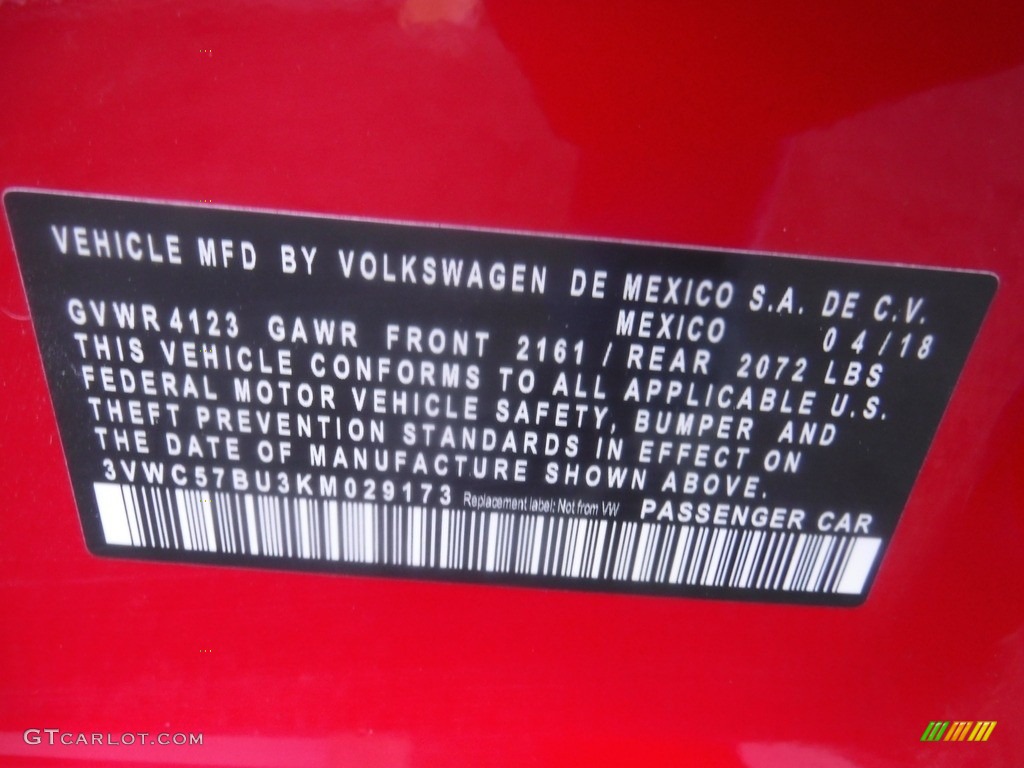 VEHICLE MFD BY VOLKSWAGEN DE MEXICO S.A. DE C.V.
MEXICO 04/18
GVWR 4123 GAWR FRONT 2161 / REAR 2072 LBS
THIS VEHICLE CONFORMS TO ALL APPLICABLE U.S.
FEDERAL MOTOR VEHICLE SAFETY, BUMPER AND
THEFT PREVENTION STANDARDS IN EFFECT ON
THE DATE OF MANUFACTURE SHOWN ABOVE.
3VWC57BU3KM029173 Replacement label: Not from VW PASSENGER CAR
GTCARLOT.COM